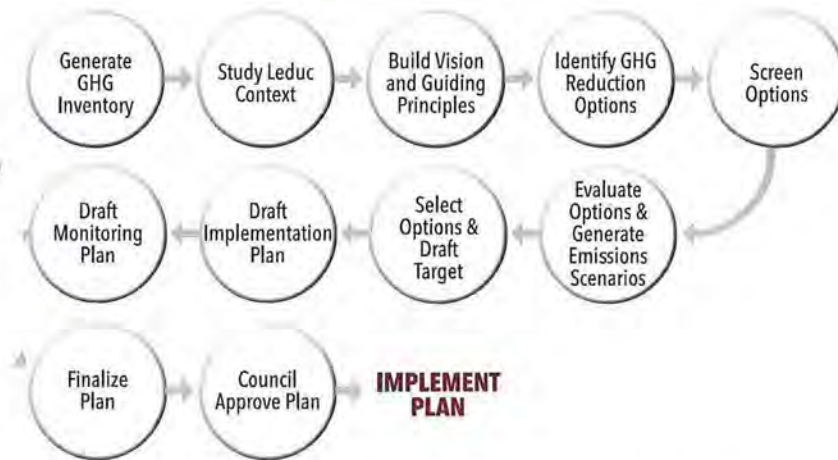 Generate
GHG
Inventory
Study Leduc
Context
Build Vision
and Guiding
Principles
Identify GHG
Reduction
Options
Screen
Options
Evaluate
Options &
Generate
Emissions
Scenarios
Select
Options &
Draft
Target
Draft
Implementation
Plan
Draft
Monitoring
Plan
Finalize
Plan
Council
Approve Plan
IMPLEMENT
PLAN